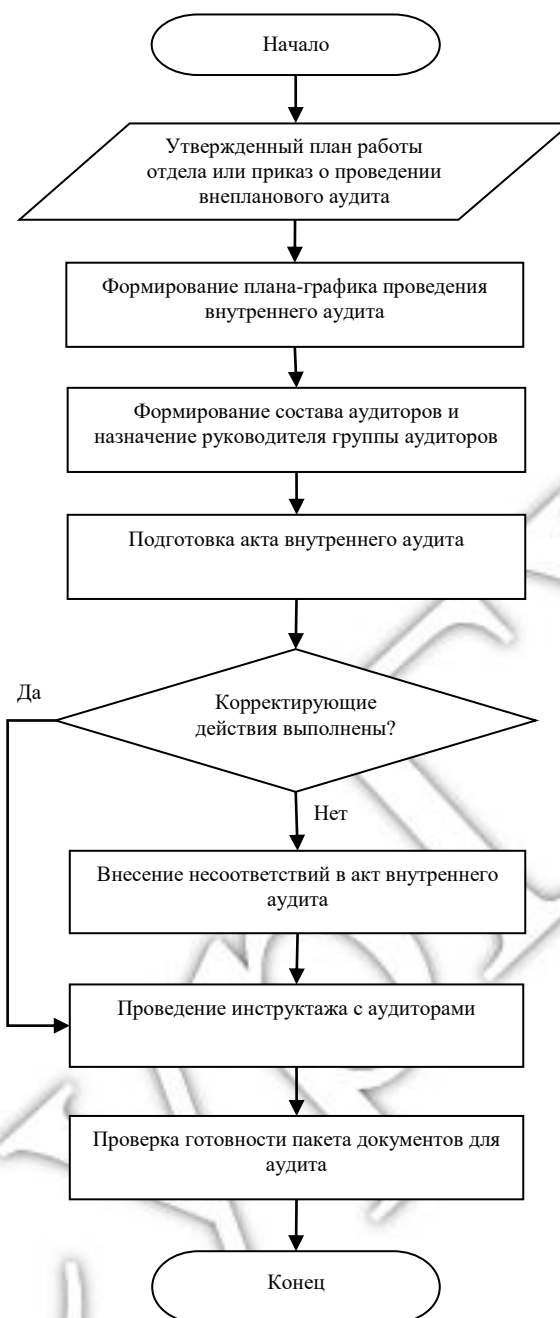 Начало
Утвержденный план работы
отдела или приказ о проведении
внепланового аудита
Формирование плана-графика проведения
внутреннего аудита
Формирование состава аудиторов и
назначение руководителя группы аудиторов
Подготовка акта внутреннего аудита
Да
Корректирующие
действия выполнены?
Нет
Внесение несоответствий в акт внутреннего
аудита
Проведение инструктажа с аудиторами
Проверка готовности пакета документов для
аудита
Конец